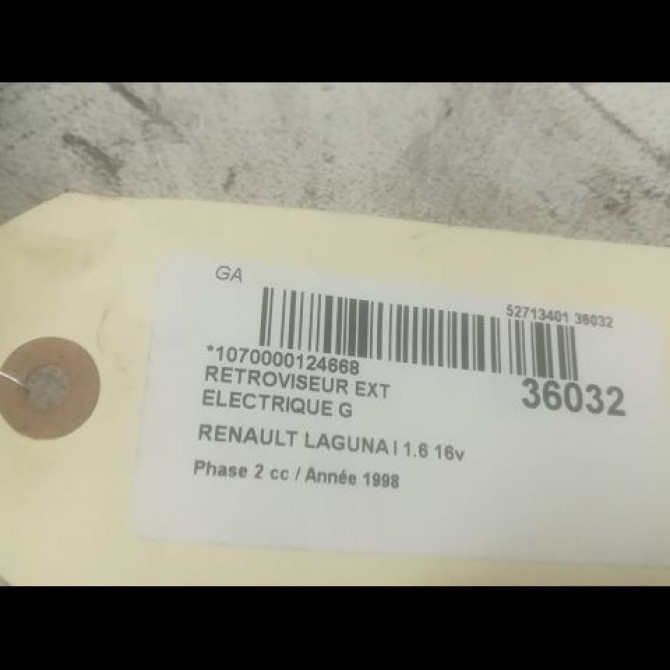 GA
52713401 36032
*1070000124668
36032
RETROVISEUR EXT
ELECTRIQUE G
RENAULT LAGUNA I 1.6 16v
Phase 2 cc / Année 1998